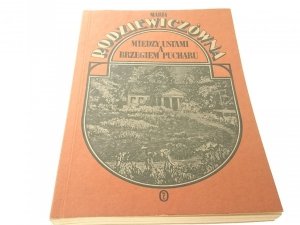 MARIA
RODZIEWICZÓWNA
MIĘDZY USTAMI
A
BRZEGIEM PUCHARU